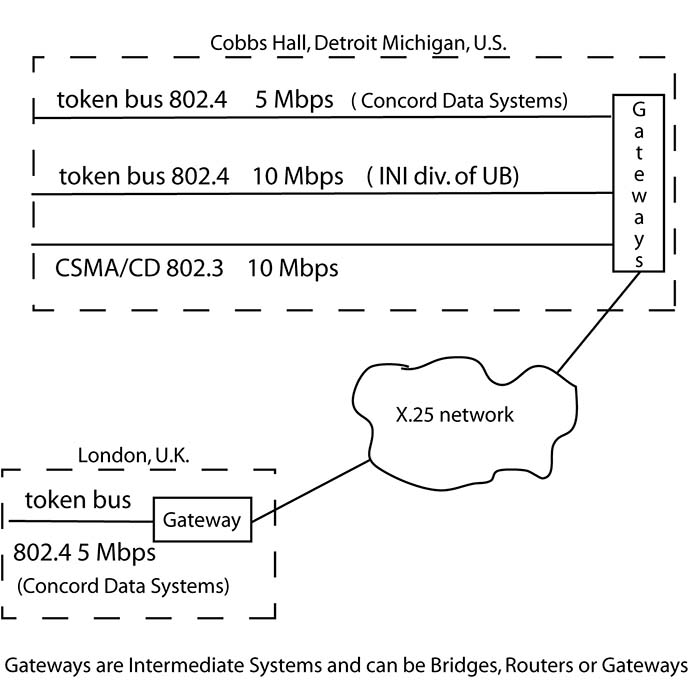 Cobbs Hall, Detroit Michigan, U.S.
token bus 802.4 5 Mbps ( Concord Data Systems)
token bus 802.4 10 Mbps ( INI div. of UB)
CSMA/CD 802.3 10 Mbps
Gateways
X.25 network
London, U.K.
token bus
Gateway
802.4 5 Mbps
(Concord Data Systems)
Gateways are Intermediate Systems and can be Bridges, Routers or Gateways